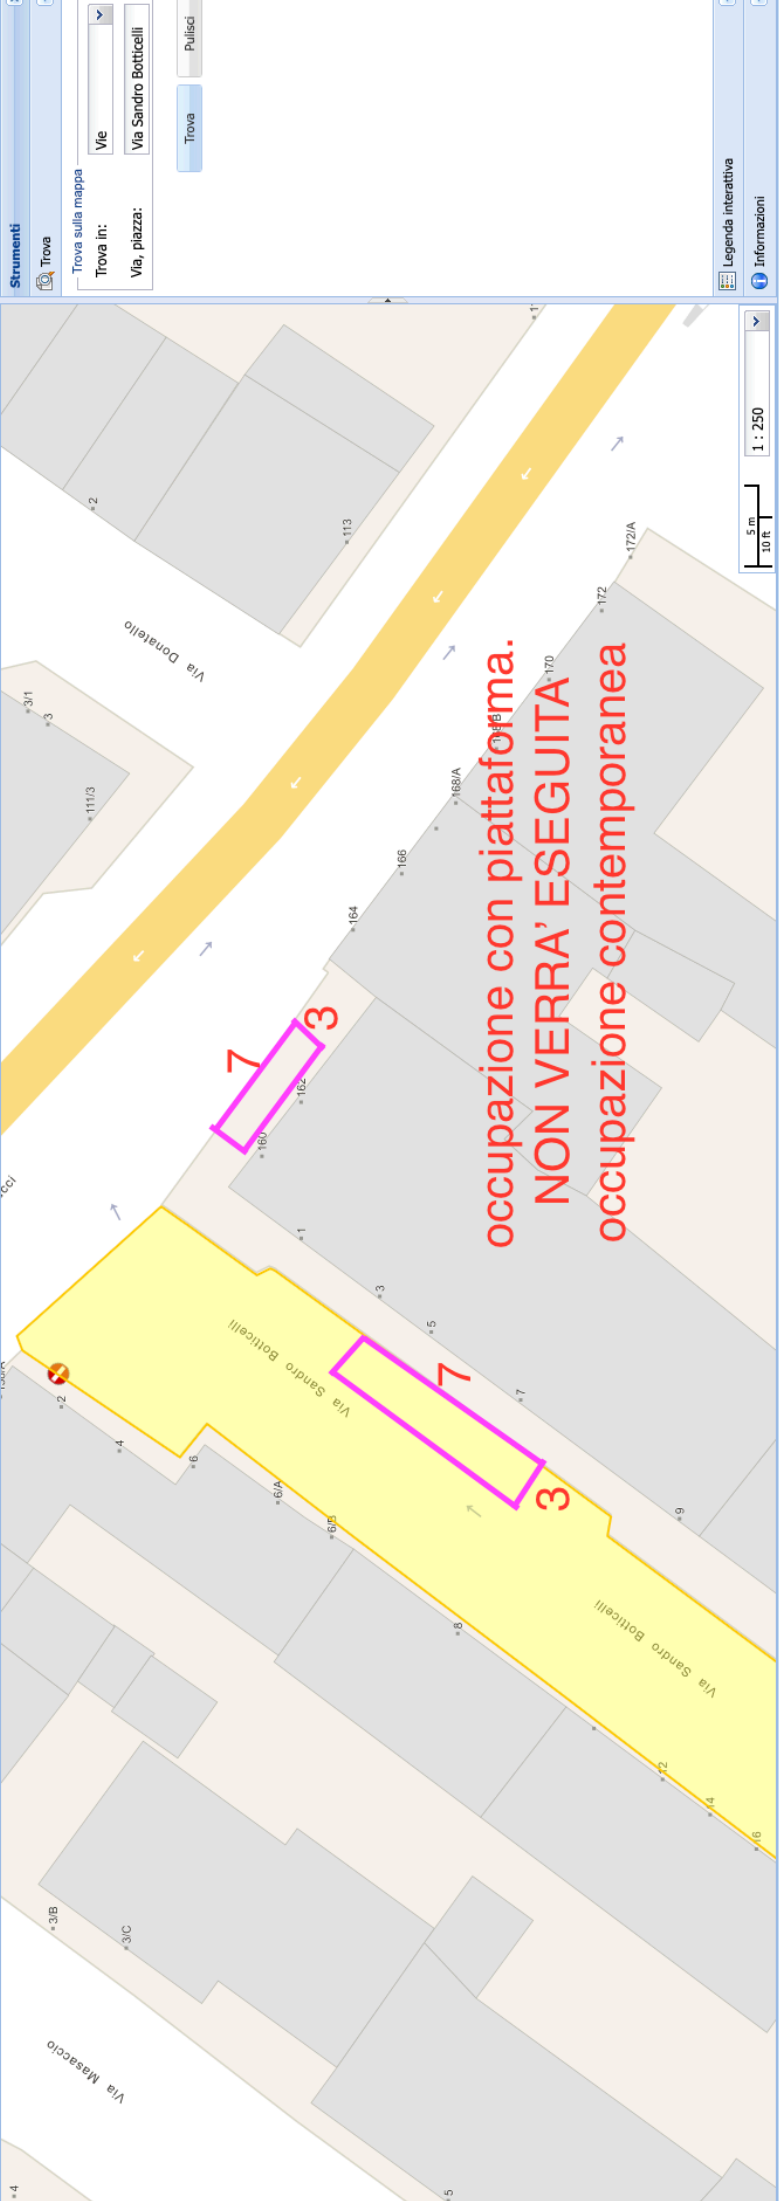 Strumenti
Trova
Trova sulla mappa
Trova in:
Vie
Via, piazza:
Via Sandro Botticelli
Trova
Pulisci
Legenda interattiva
Informazioni
Via Masaccio
Via Sandro Botticelli
Via Sandro Botticelli
Via Donatello
4
5
3/B
3/C
2
4
6
6/A
6/B
8
12
14
16
1
3
5
7
9
160
162
164
166
168/A
170
172
172/A
111/3
3
3/1
2
113
7
3
7
3
occupazione con piattaforma.
NON VERRA' ESEGUITA
occupazione contemporanea
5 m
10 ft
1 : 250